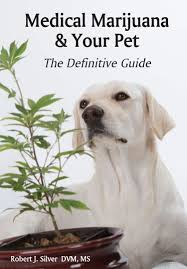 Medical Marijuana
& Your Pet
The Definitive Guide
Robert J. Silver DVM, MS